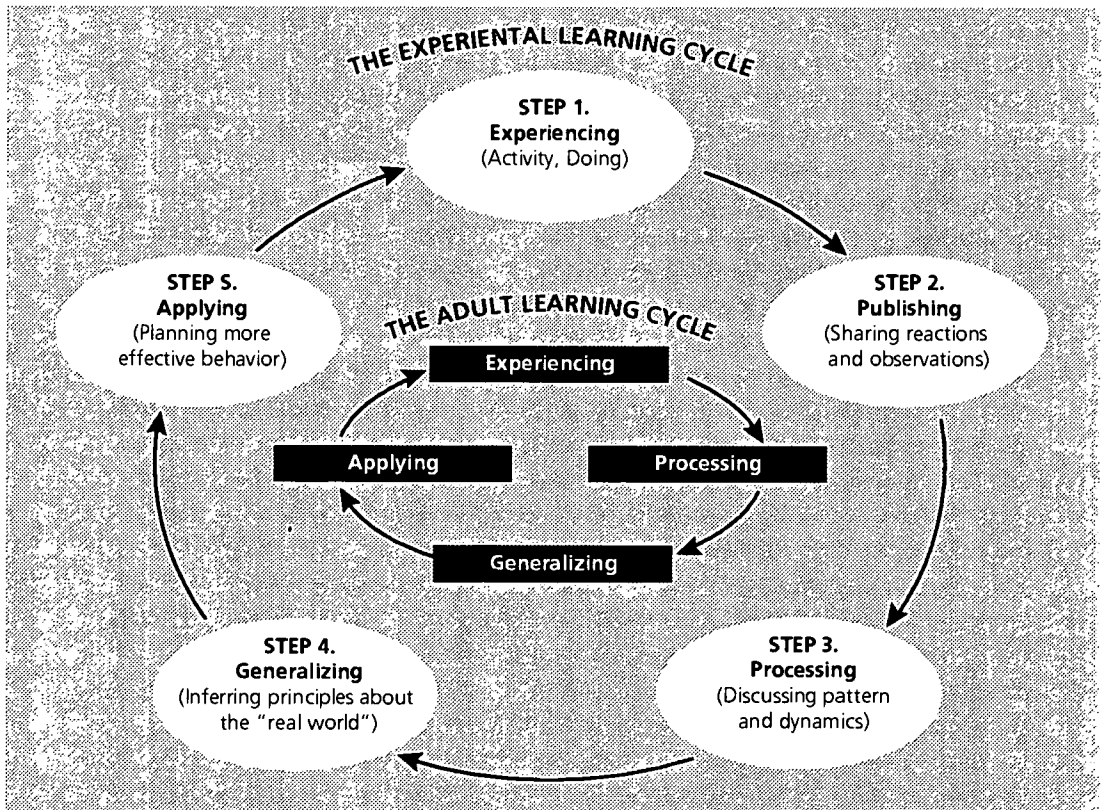 THE EXPERIENTAL LEARNING CYCLE
STEP 1.
Experiencing
(Activity, Doing)
STEP 2.
Publishing
(Sharing reactions
and observations)
STEP 3.
Processing
(Discussing pattern
and dynamics)
STEP 4.
Generalizing
(Inferring principles about
the "real world")
STEP S.
Applying
(Planning more
effective behavior)
THE ADULT LEARNING CYCLE
Experiencing
Processing
Generalizing
Applying